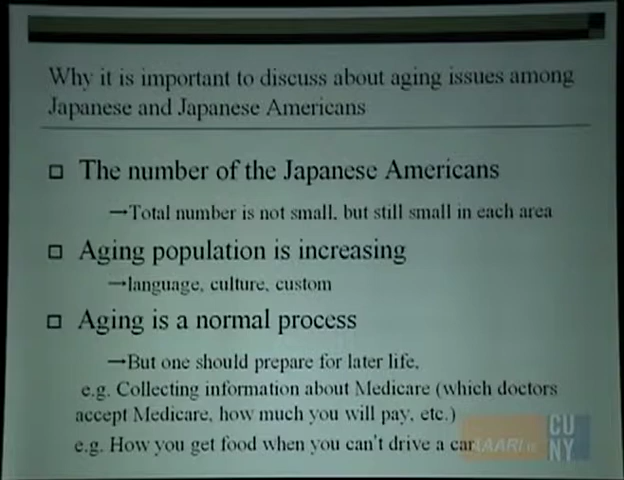 Why it is important to discuss about aging issues among
Japanese and Japanese Americans
The number of the Japanese Americans
→Total number is not small, but still small in each area
Aging population is increasing
→language, culture, custom
Aging is a normal process
→But one should prepare for later life,
e.g. Collecting information about Medicare (which doctors
accept Medicare, how much you will pay, etc.)
e.g. How you get food when you can't drive a car
AAARI
CU
NY